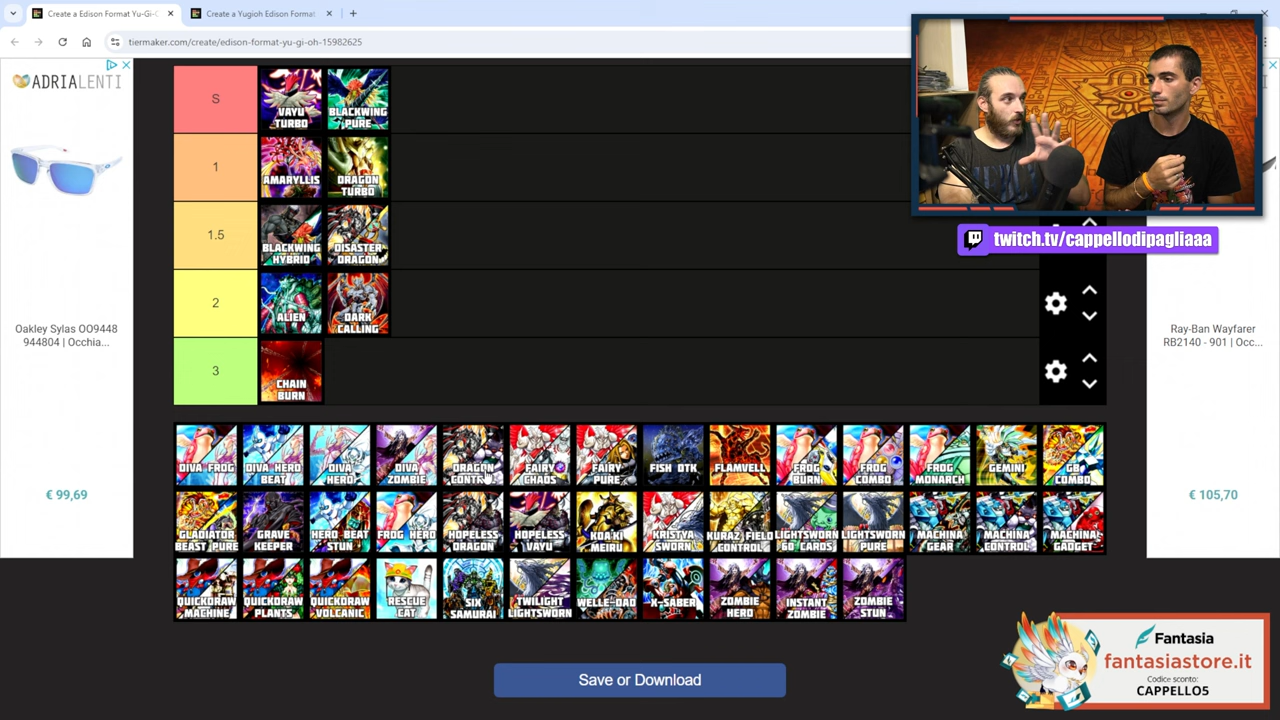 Create a Edison Format Yu-Gi-O
Create a Yugioh Edison Format
tiermaker.com/create/edison-format-yu-gi-oh-15982625
ADRIALENTI
Oakley Sylas OO9448
944804 | Occhia...
€ 99,69
S
VAYU
TURBO
BLACKWING
PURE
1
AMARYLLIS
DRAGON
TURBO
1.5
BLACKWING
HYBRID
DISASTER
DRAGON
2
ALIEN
DARK
CALLING
3
CHAIN
BURN
twitch.tv/cappellodipagliaaa
Ray-Ban Wayfarer
RB2140 - 901 | Occ...
€ 105,70
DIVA FROG
DIVA HERO
BEAT
DIVA
HERO
DIVA
ZOMBIE
DRAGON
CONTROL
FAIRY
CHAOS
FAIRY
PURE
FISH OTK
FLAMVELL
FROG
BURN
FROG
COMBO
FROG
MONARCH
GEMINI
GB
COMBO
GLADIATOR
BEAST PURE
GRAVE
KEEPER
HERO BEAT
STUN
FROG HERO
HOPELESS
DRAGON
HOPELESS
VAYU
KOA'KI
MEIRU
KRISTYA
SWORN
KURAZ FIELD
CONTROL
LIGHTSWORN
LIGHTSWORN
PURE
MACHINA
GEAR
MACHINA
CONTROL
MACHINA
GADGET
QUICKDRAW
MACHINE
QUICKDRAW
PLANTS
QUICKDRAW
VOLCANIC
RESCUE
CAT
SIX
SAMURAI
TWILIGHT
LIGHTSWORN
WELLE-DAD
X-SABER
ZOMBIE
HERO
INSTANT
ZOMBIE
ZOMBIE
STUN
Save or Download
Fantasia
fantasiastore.it
Codice sconto:
CAPPELLO5